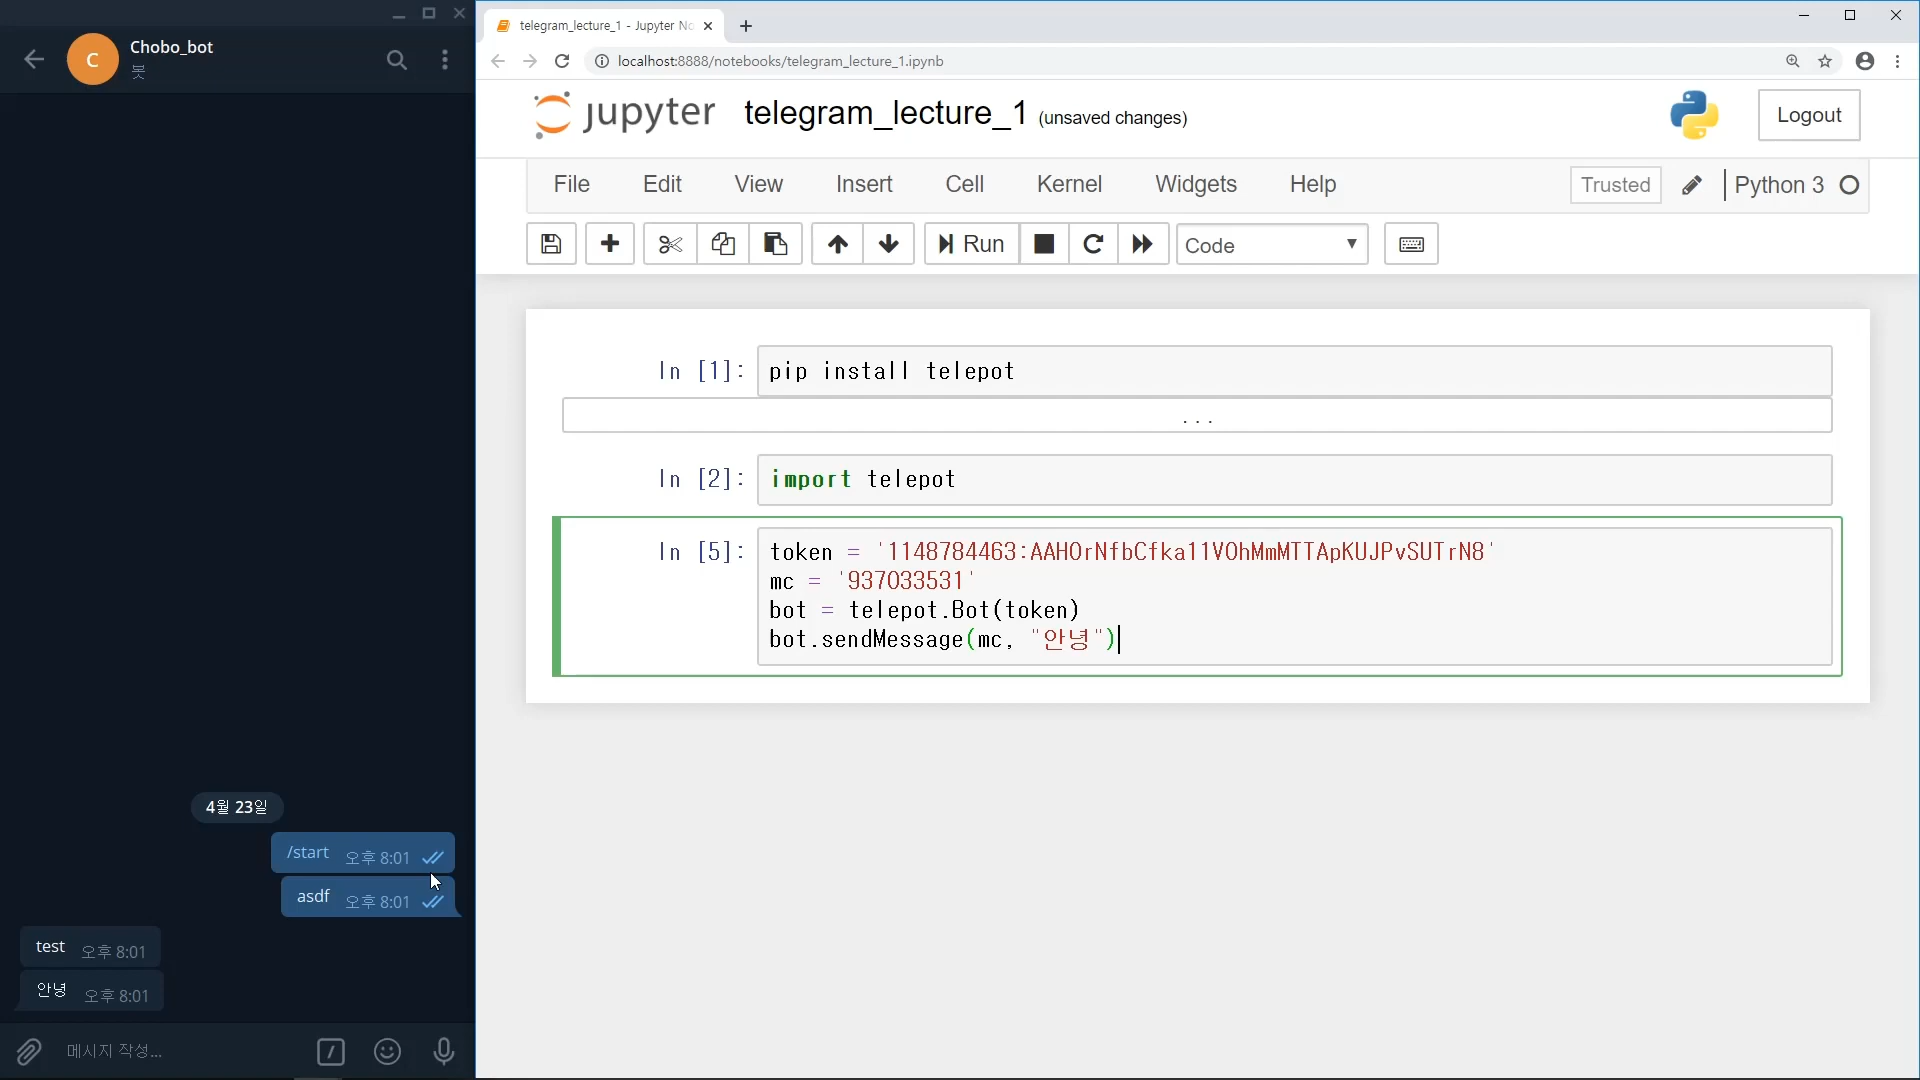 Chobo_bot
봇
C
4월 23일
/start 오후 8:01
asdf 오후 8:01
test 오후 8:01
안녕 오후 8:01
메시지 작성...
telegram_lecture_1 - Jupyter No
localhost:8888/notebooks/telegram_lecture_1.ipynb
jupyter telegram_lecture_1 (unsaved changes)
Logout
File Edit View Insert Cell Kernel Widgets Help
Trusted Python 3
Run Code
In [1]: pip install telepot
...
In [2]: import telepot
In [5]: token = '1148784463:AAHOrNfbCfka11VOhMmMTTApKUJPvSUTrN8'
mc = '937033531'
bot = telepot.Bot(token)
bot.sendMessage(mc, "안녕")